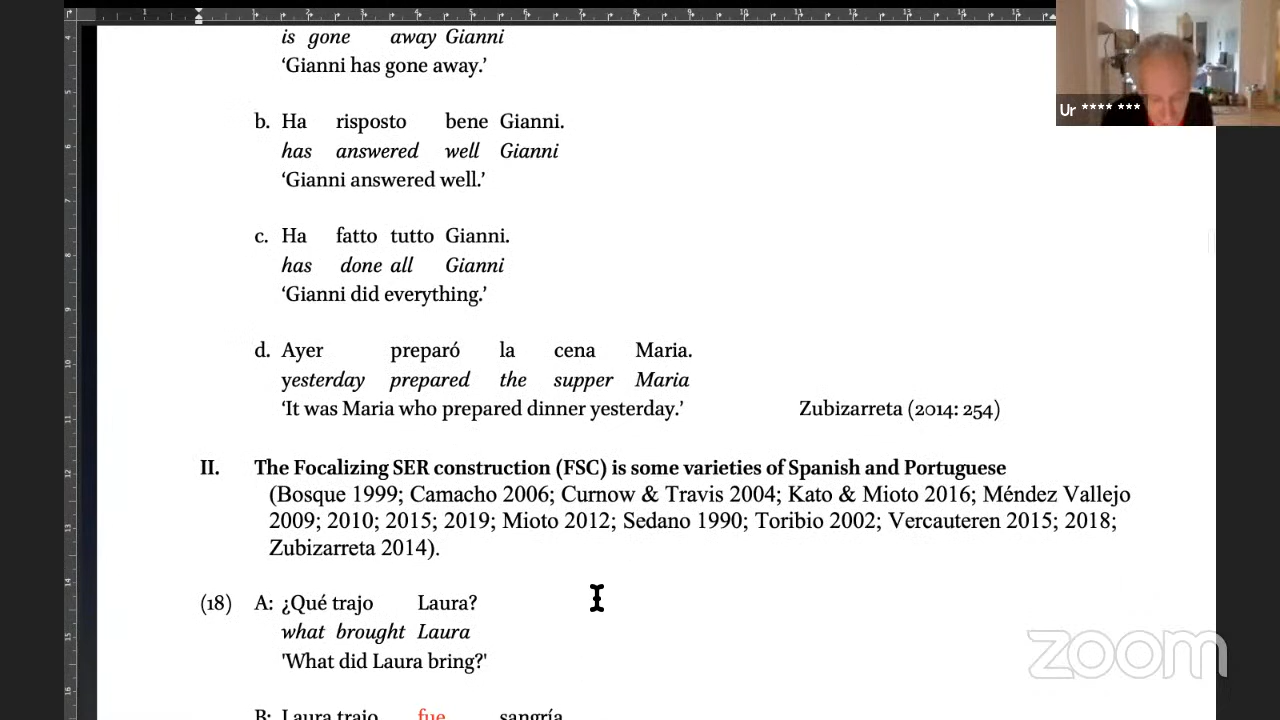 is gone away Gianni
‘Gianni has gone away.’
b. Ha risposto bene Gianni.
has answered well Gianni
‘Gianni answered well.’
c. Ha fatto tutto Gianni.
has done all Gianni
‘Gianni did everything.’
d. Ayer preparó la cena Maria.
yesterday prepared the supper Maria
‘It was Maria who prepared dinner yesterday.’ Zubizarreta (2014: 254)
II. The Focalizing SER construction (FSC) is some varieties of Spanish and Portuguese
(Bosque 1999; Camacho 2006; Curnow & Travis 2004; Kato & Mioto 2016; Méndez Vallejo
2009; 2010; 2015; 2019; Mioto 2012; Sedano 1990; Toribio 2002; Vercauteren 2015; 2018;
Zubizarreta 2014).
(18) A: ¿Qué trajo Laura?
what brought Laura
'What did Laura bring?'
B: Laura trajo fue sangría
Ur **** ***
zoom